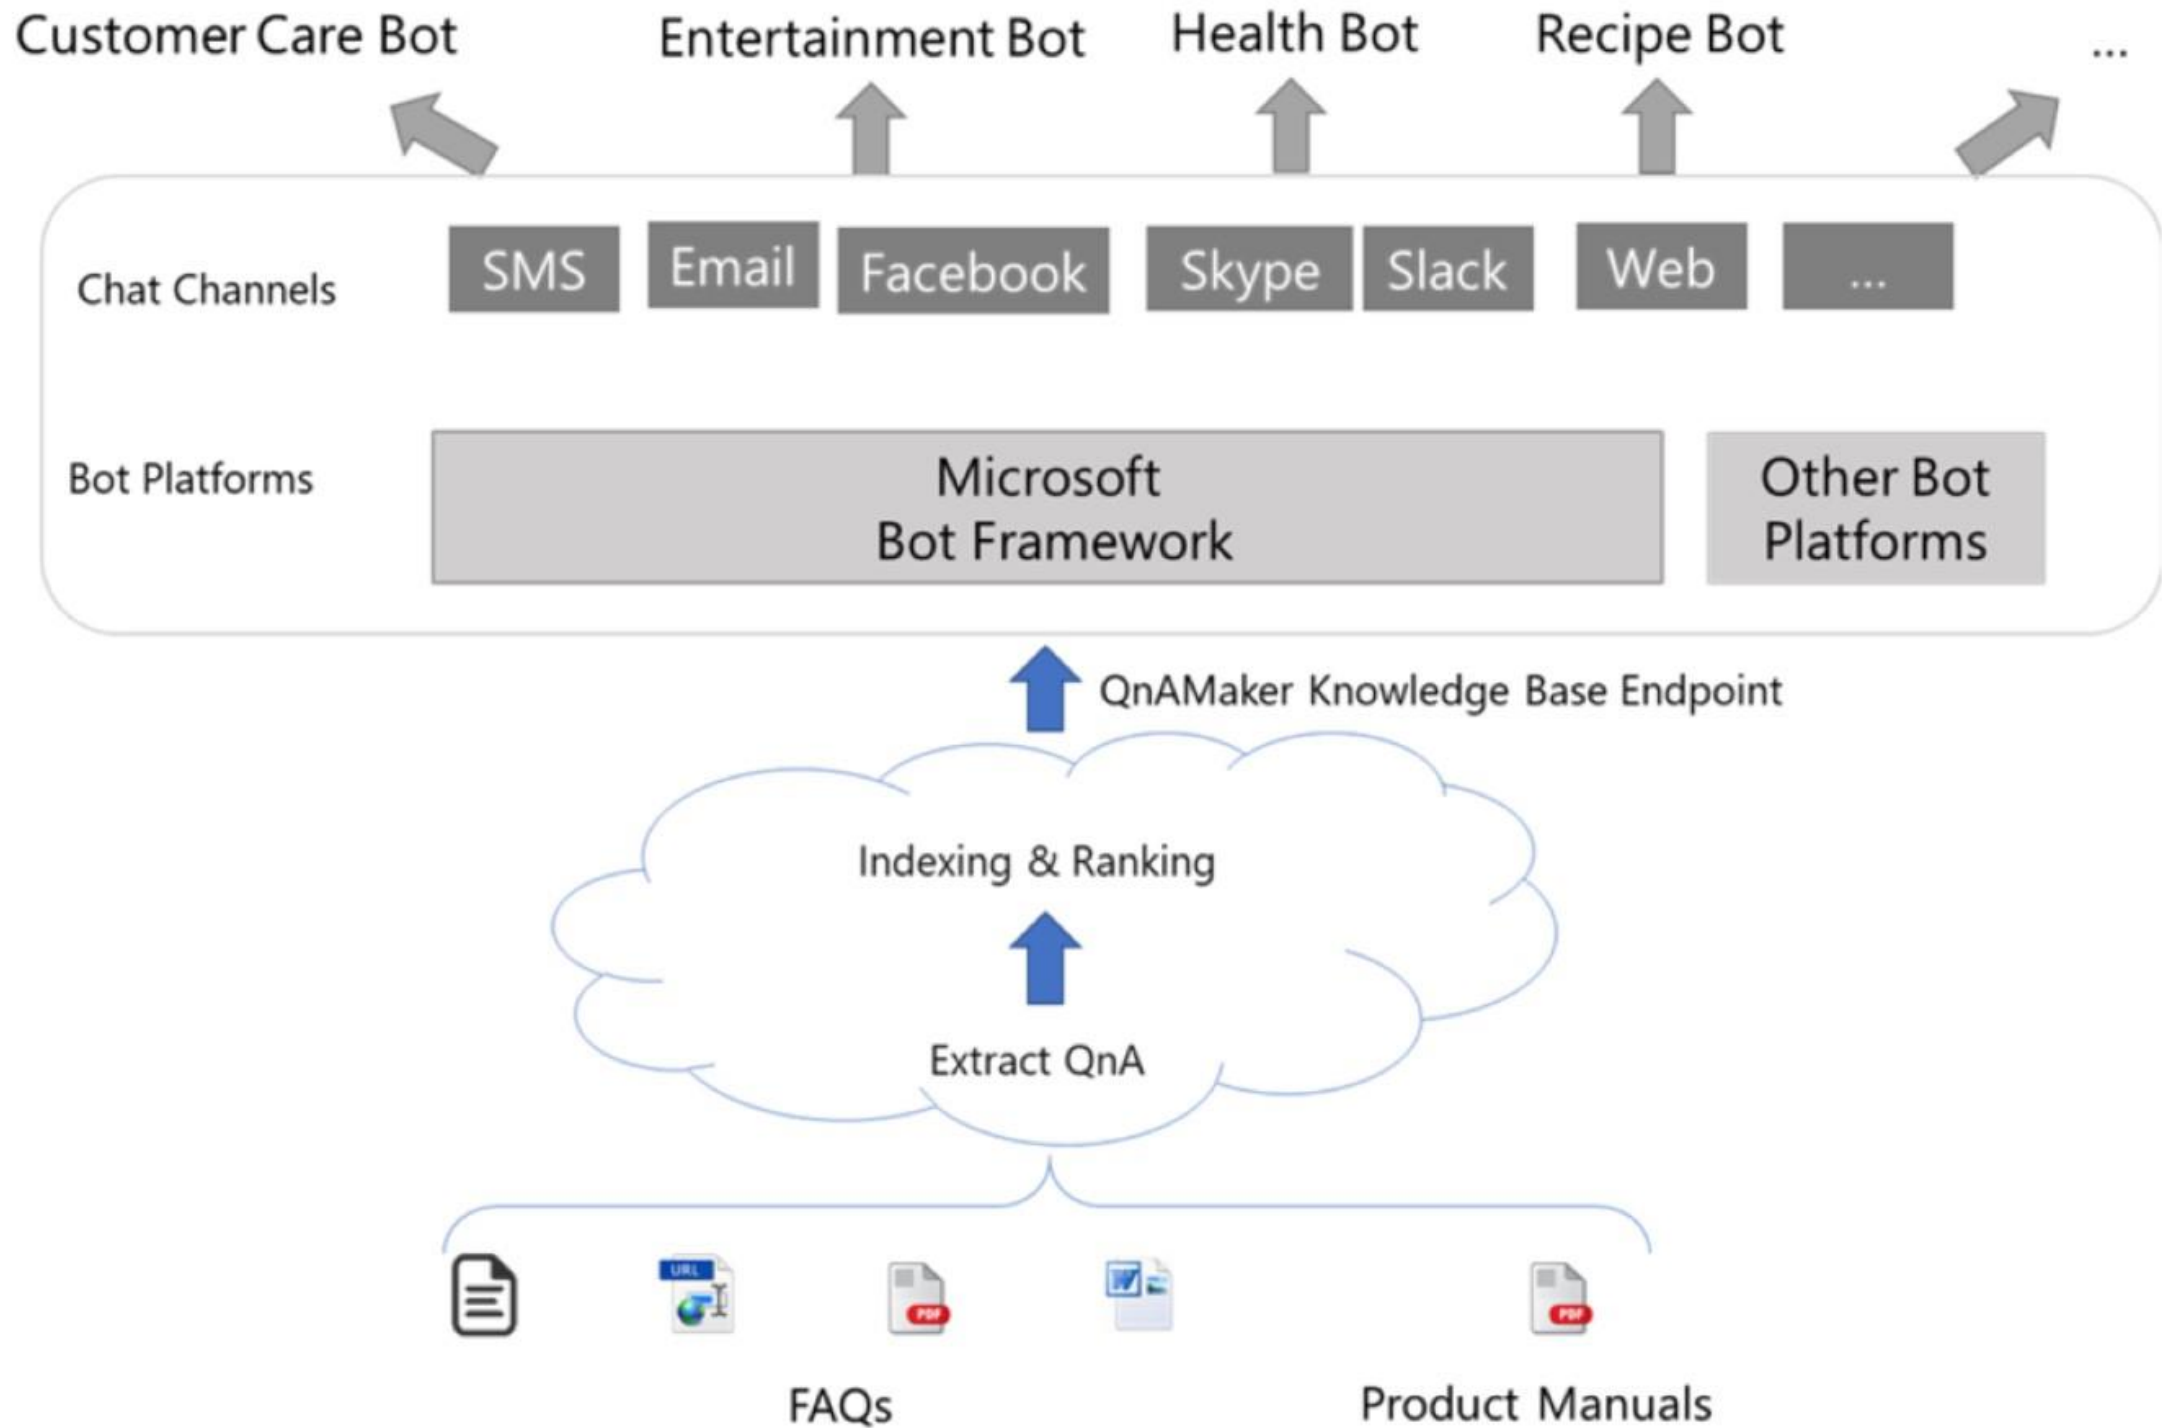 Customer Care Bot
Entertainment Bot
Health Bot
Recipe Bot
...
Chat Channels
SMS
Email
Facebook
Skype
Slack
Web
...
Bot Platforms
Microsoft
Bot Framework
Other Bot
Platforms
QnAMaker Knowledge Base Endpoint
Indexing & Ranking
Extract QnA
URL
PDF
W
PDF
FAQs
Product Manuals